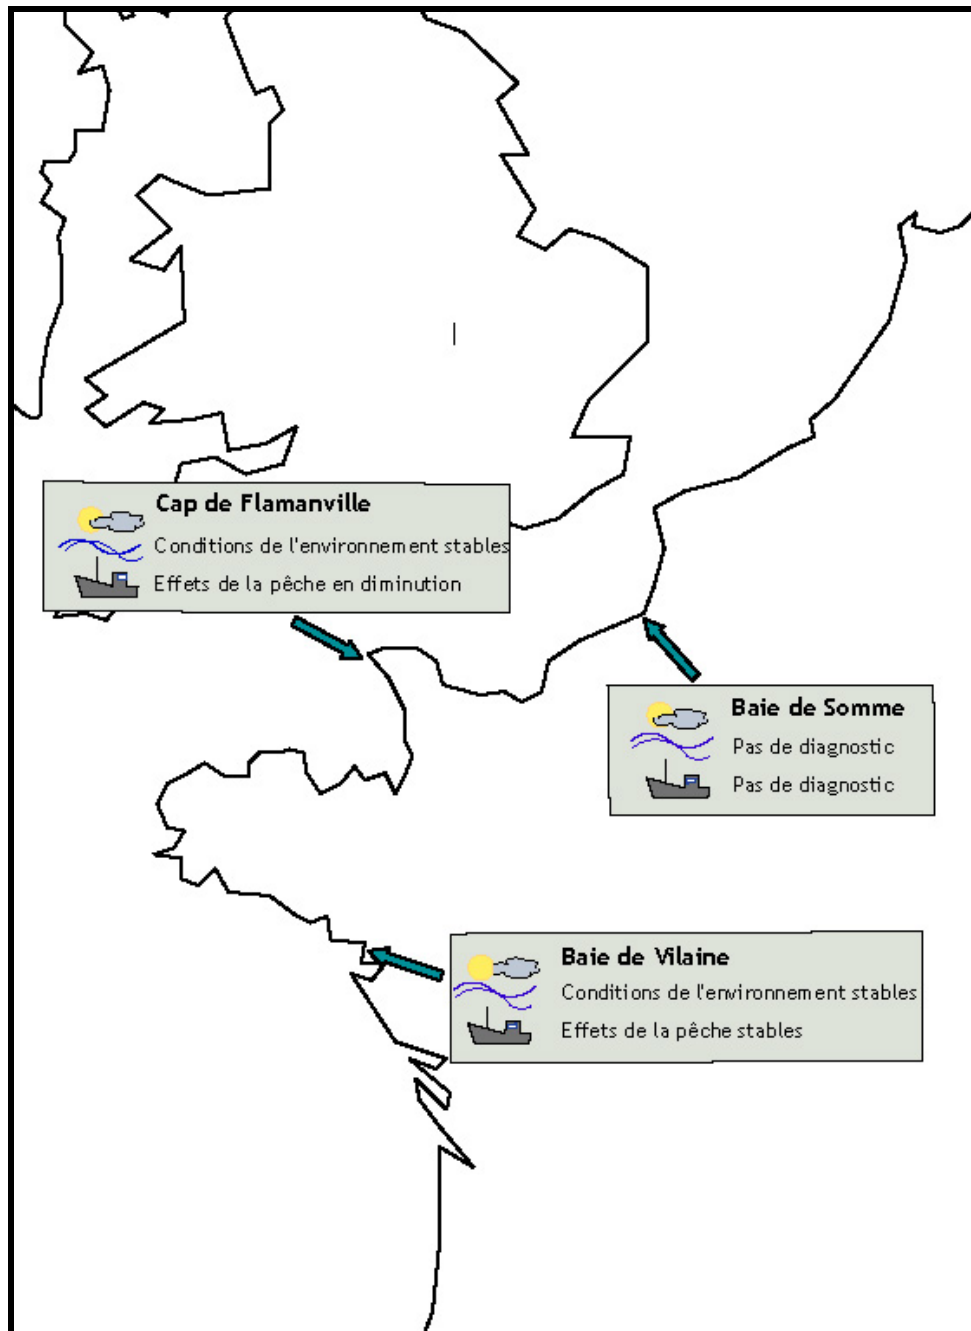 Cap de Flamanville
Conditions de l'environnement stables
Effets de la pêche en diminution
Baie de Somme
Pas de diagnostic
Pas de diagnostic
Baie de Vilaine
Conditions de l'environnement stables
Effets de la pêche stables